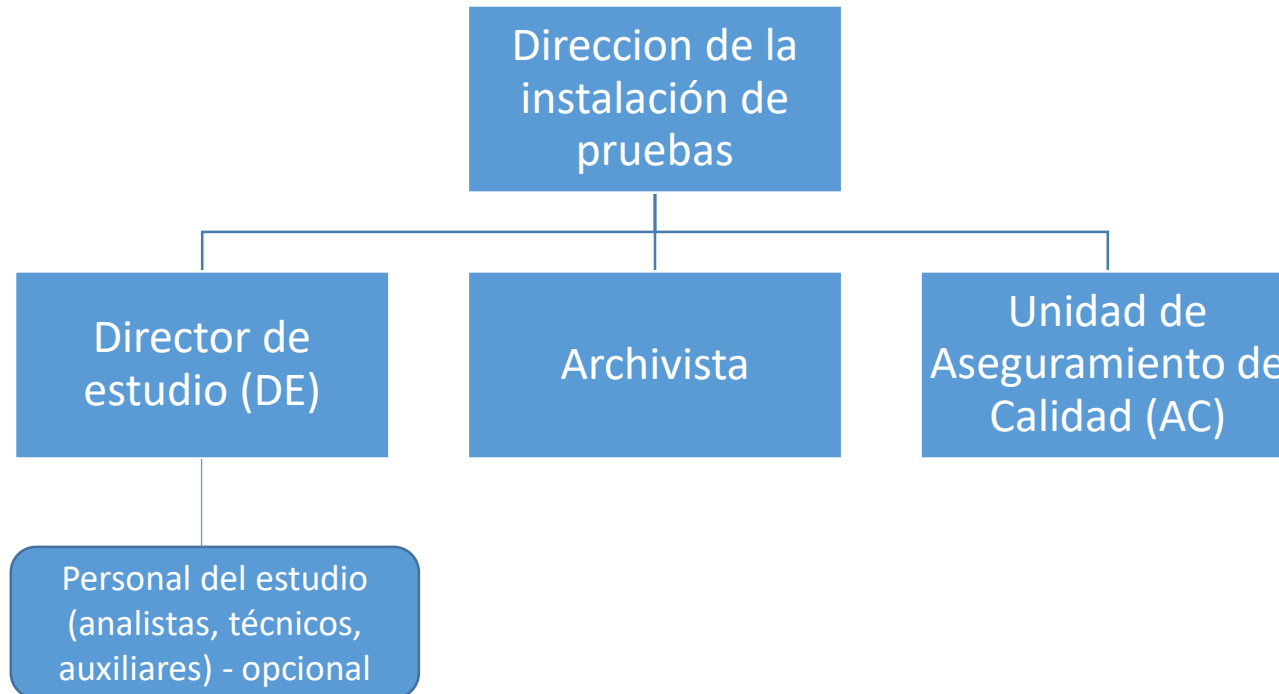 Direccion de la
instalación de
pruebas
Director de
estudio (DE)
Archivista
Unidad de
Aseguramiento de
Calidad (AC)
Personal del estudio
(analistas, técnicos,
auxiliares) - opcional